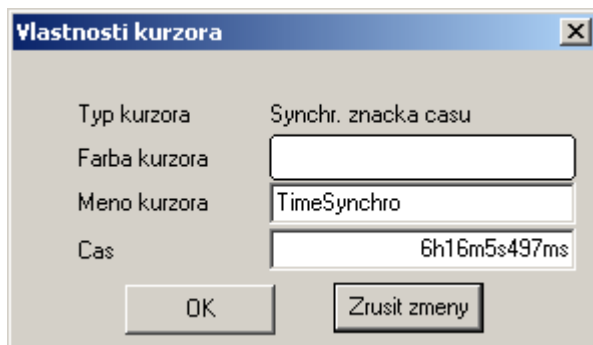 Vlastnosti kurzora
Typ kurzora Synchr. znacka casu
Farba kurzora
Meno kurzora TimeSynchro
Cas 6h16m5s497ms
OK Zrusit zmeny